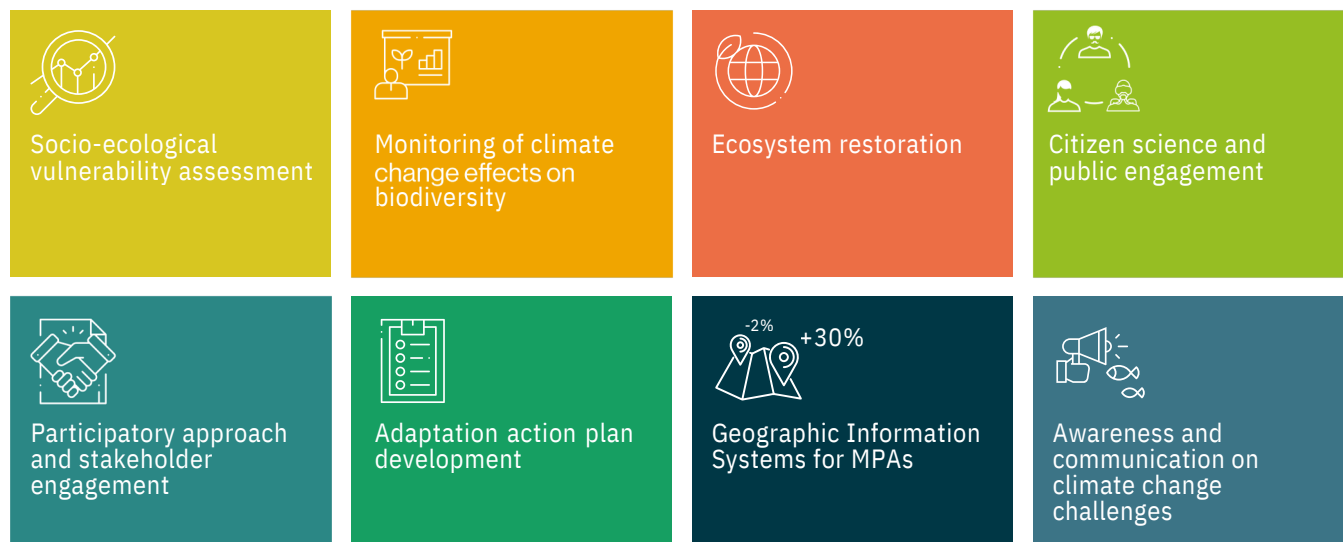 Socio-ecological
vulnerability assessment
Monitoring of climate
change effects on
biodiversity
Ecosystem restoration
Citizen science and
public engagement
Participatory approach
and stakeholder
engagement
Adaptation action plan
development
-2%
+30%
Geographic Information
Systems for MPAs
Awareness and
communication on
climate change
challenges